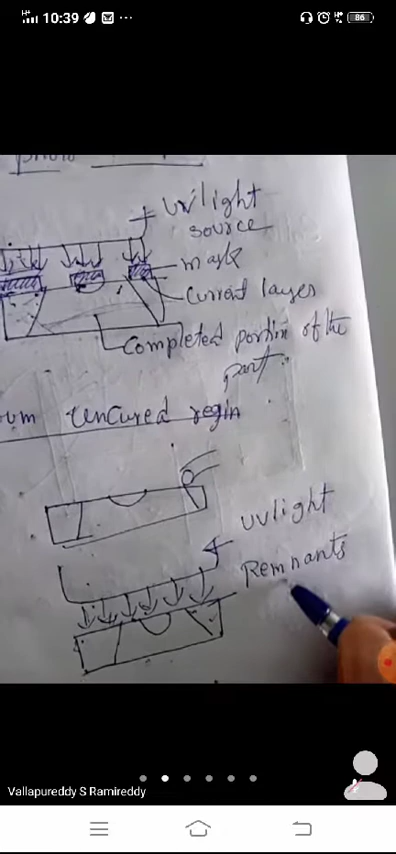 10:39
86
UV light
source
mask
Current layer
Completed portion of the
part.
Uncured regin
UV light
Remnants
Vallapureddy S Ramireddy